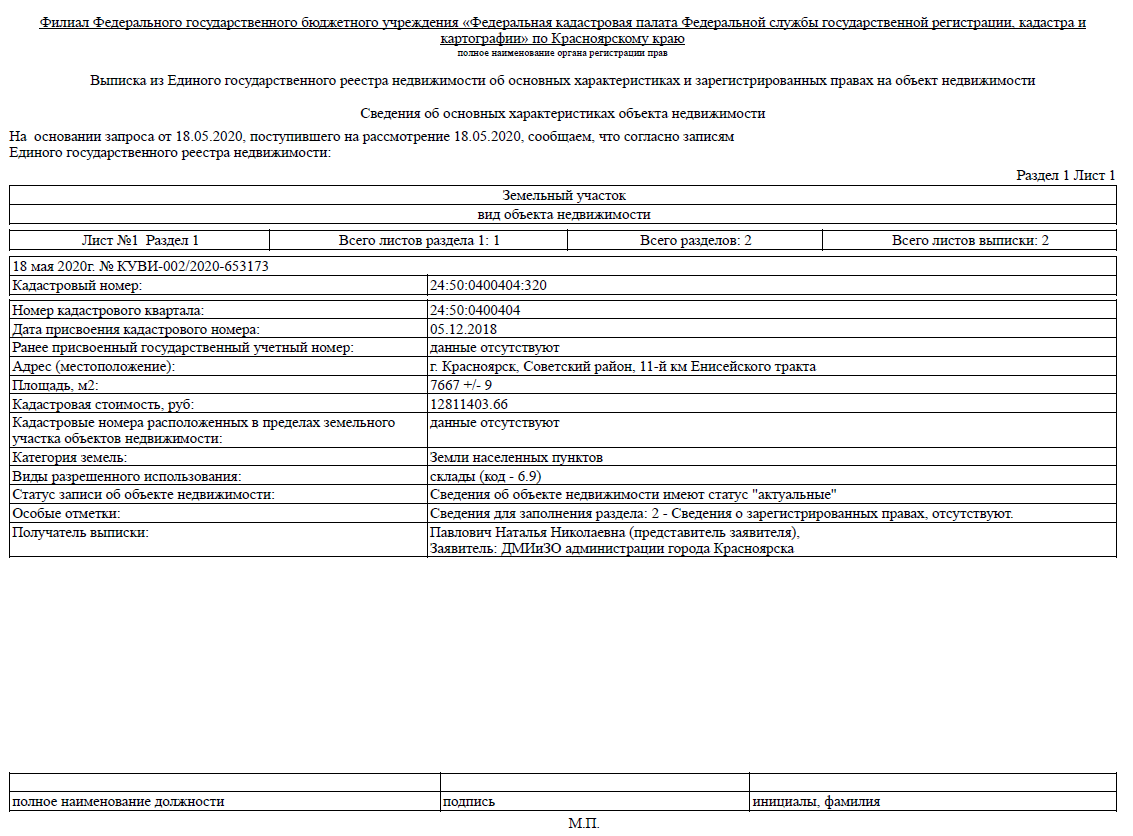 Филиал Федерального государственного бюджетного учреждения «Федеральная кадастровая палата Федеральной службы государственной регистрации, кадастра и
картографии» по Красноярскому краю
полное наименование органа регистрации прав
Выписка из Единого государственного реестра недвижимости об основных характеристиках и зарегистрированных правах на объект недвижимости
Сведения об основных характеристиках объекта недвижимости
На основании запроса от 18.05.2020, поступившего на рассмотрение 18.05.2020, сообщаем, что согласно записям
Единого государственного реестра недвижимости:
Раздел 1 Лист 1
Земельный участок
вид объекта недвижимости
Лист №1 Раздел 1 Всего листов раздела 1: 1 Всего разделов: 2 Всего листов выписки: 2
18 мая 2020г. № КУВИ-002/2020-653173
Кадастровый номер: 24:50:0400404:320
Номер кадастрового квартала: 24:50:0400404
Дата присвоения кадастрового номера: 05.12.2018
Ранее присвоенный государственный учетный номер: данные отсутствуют
Адрес (местоположение): г. Красноярск, Советский район, 11-й км Енисейского тракта
Площадь, м2: 7667 +/- 9
Кадастровая стоимость, руб: 12811403.66
Кадастровые номера расположенных в пределах земельного данные отсутствуют
участка объектов недвижимости:
Категория земель: Земли населенных пунктов
Виды разрешенного использования: склады (код - 6.9)
Статус записи об объекте недвижимости: Сведения об объекте недвижимости имеют статус "актуальные"
Особые отметки: Сведения для заполнения раздела: 2 - Сведения о зарегистрированных правах, отсутствуют.
Получатель выписки: Павлович Наталья Николаевна (представитель заявителя),
Заявитель: ДМИиЗО администрации города Красноярска
полное наименование должности подпись инициалы, фамилия
М.П.